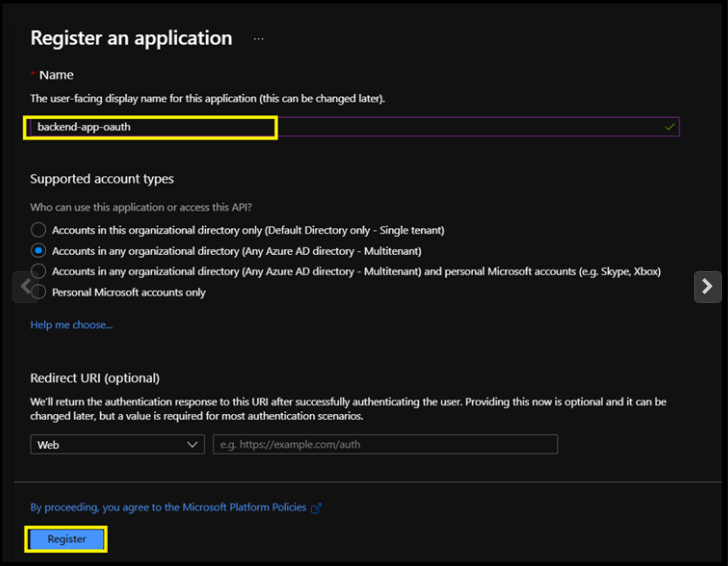 Register an application ...
* Name
The user-facing display name for this application (this can be changed later).
backend-app-oauth
Supported account types
Who can use this application or access this API?
Accounts in this organizational directory only (Default Directory only - Single tenant)
Accounts in any organizational directory (Any Azure AD directory - Multitenant)
Accounts in any organizational directory (Any Azure AD directory - Multitenant) and personal Microsoft accounts (e.g. Skype, Xbox)
Personal Microsoft accounts only
Help me choose...
Redirect URI (optional)
We'll return the authentication response to this URI after successfully authenticating the user. Providing this now is optional and it can be
changed later, but a value is required for most authentication scenarios.
Web
e.g. https://example.com/auth
By proceeding, you agree to the Microsoft Platform Policies
Register